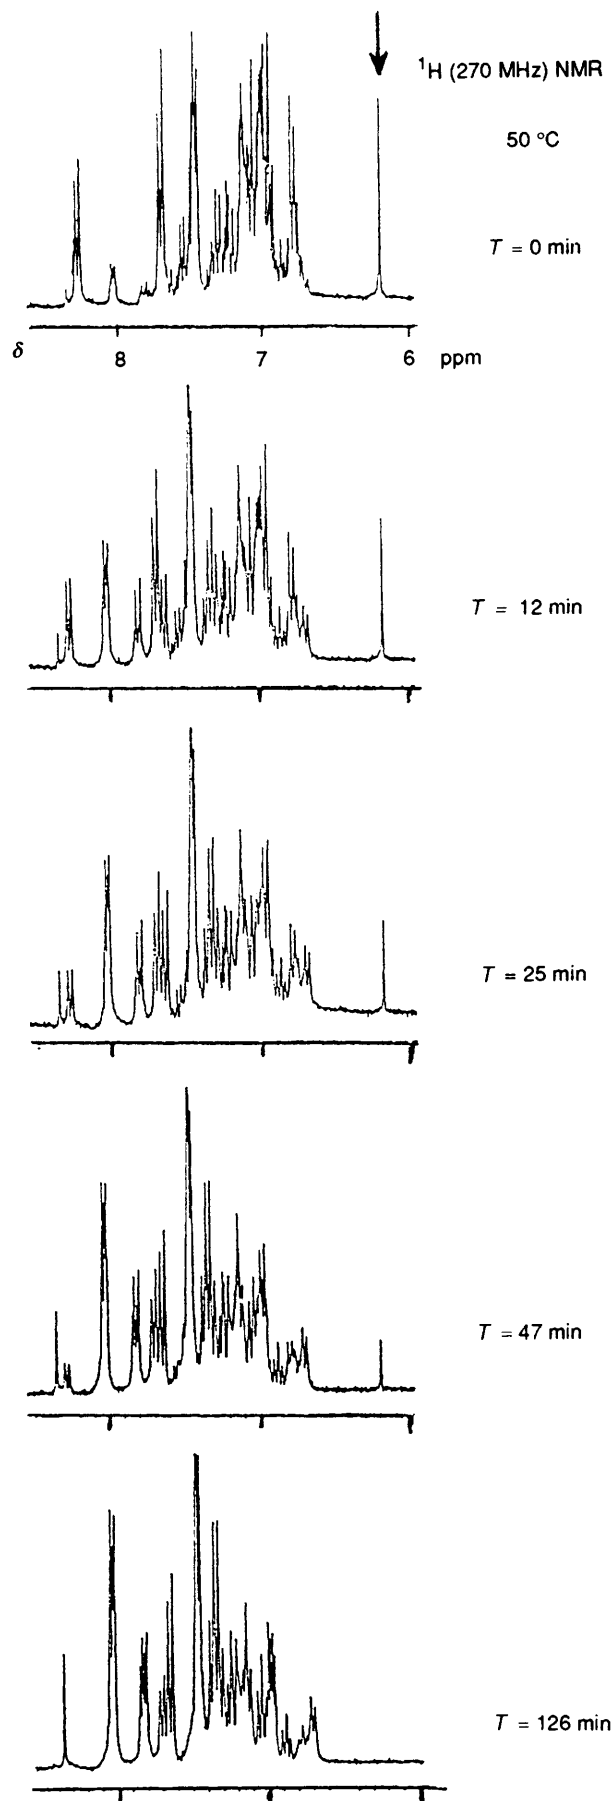 ¹H (270 MHz) NMR
50 °C
T = 0 min
δ 8 7 6 ppm
T = 12 min
T = 25 min
T = 47 min
T = 126 min